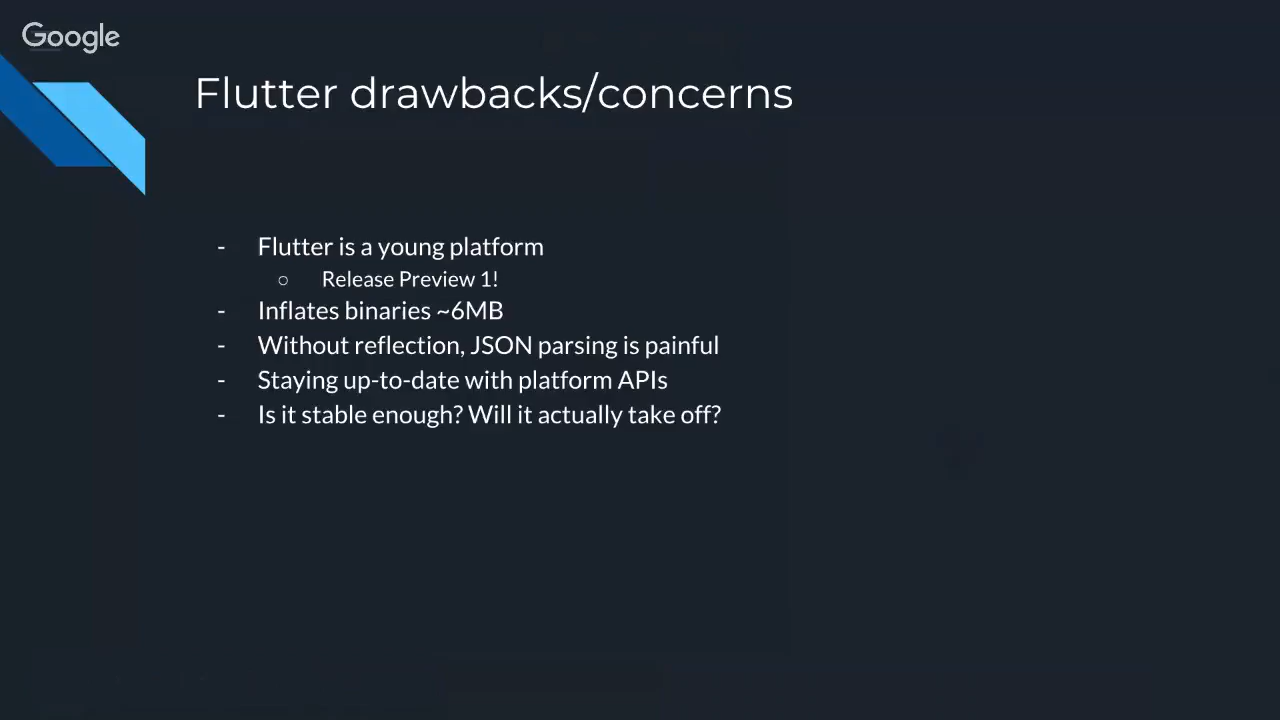 Google
Flutter drawbacks/concerns
- Flutter is a young platform
○ Release Preview 1!
- Inflates binaries ~6MB
- Without reflection, JSON parsing is painful
- Staying up-to-date with platform APIs
- Is it stable enough? Will it actually take off?